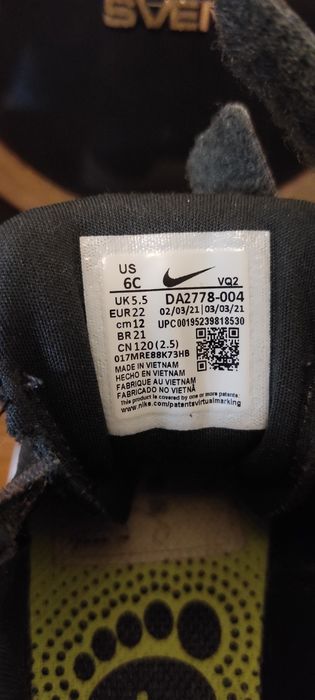 SVEN
US
6C
VQ2
UK 5.5 DA2778-004
EUR 22 02/03/21 | 03/03/21
cm 12 UPC 00195239818530
BR 21
CN 120 (2.5)
017MRE88K73HB
MADE IN VIETNAM
HECHO EN VIETNAM
FABRIQUE AU VIETNAM
FABRICADO NO VIETNÃ
This product is covered by one or more patents:
www.nike.com/patentsvirtualmarking